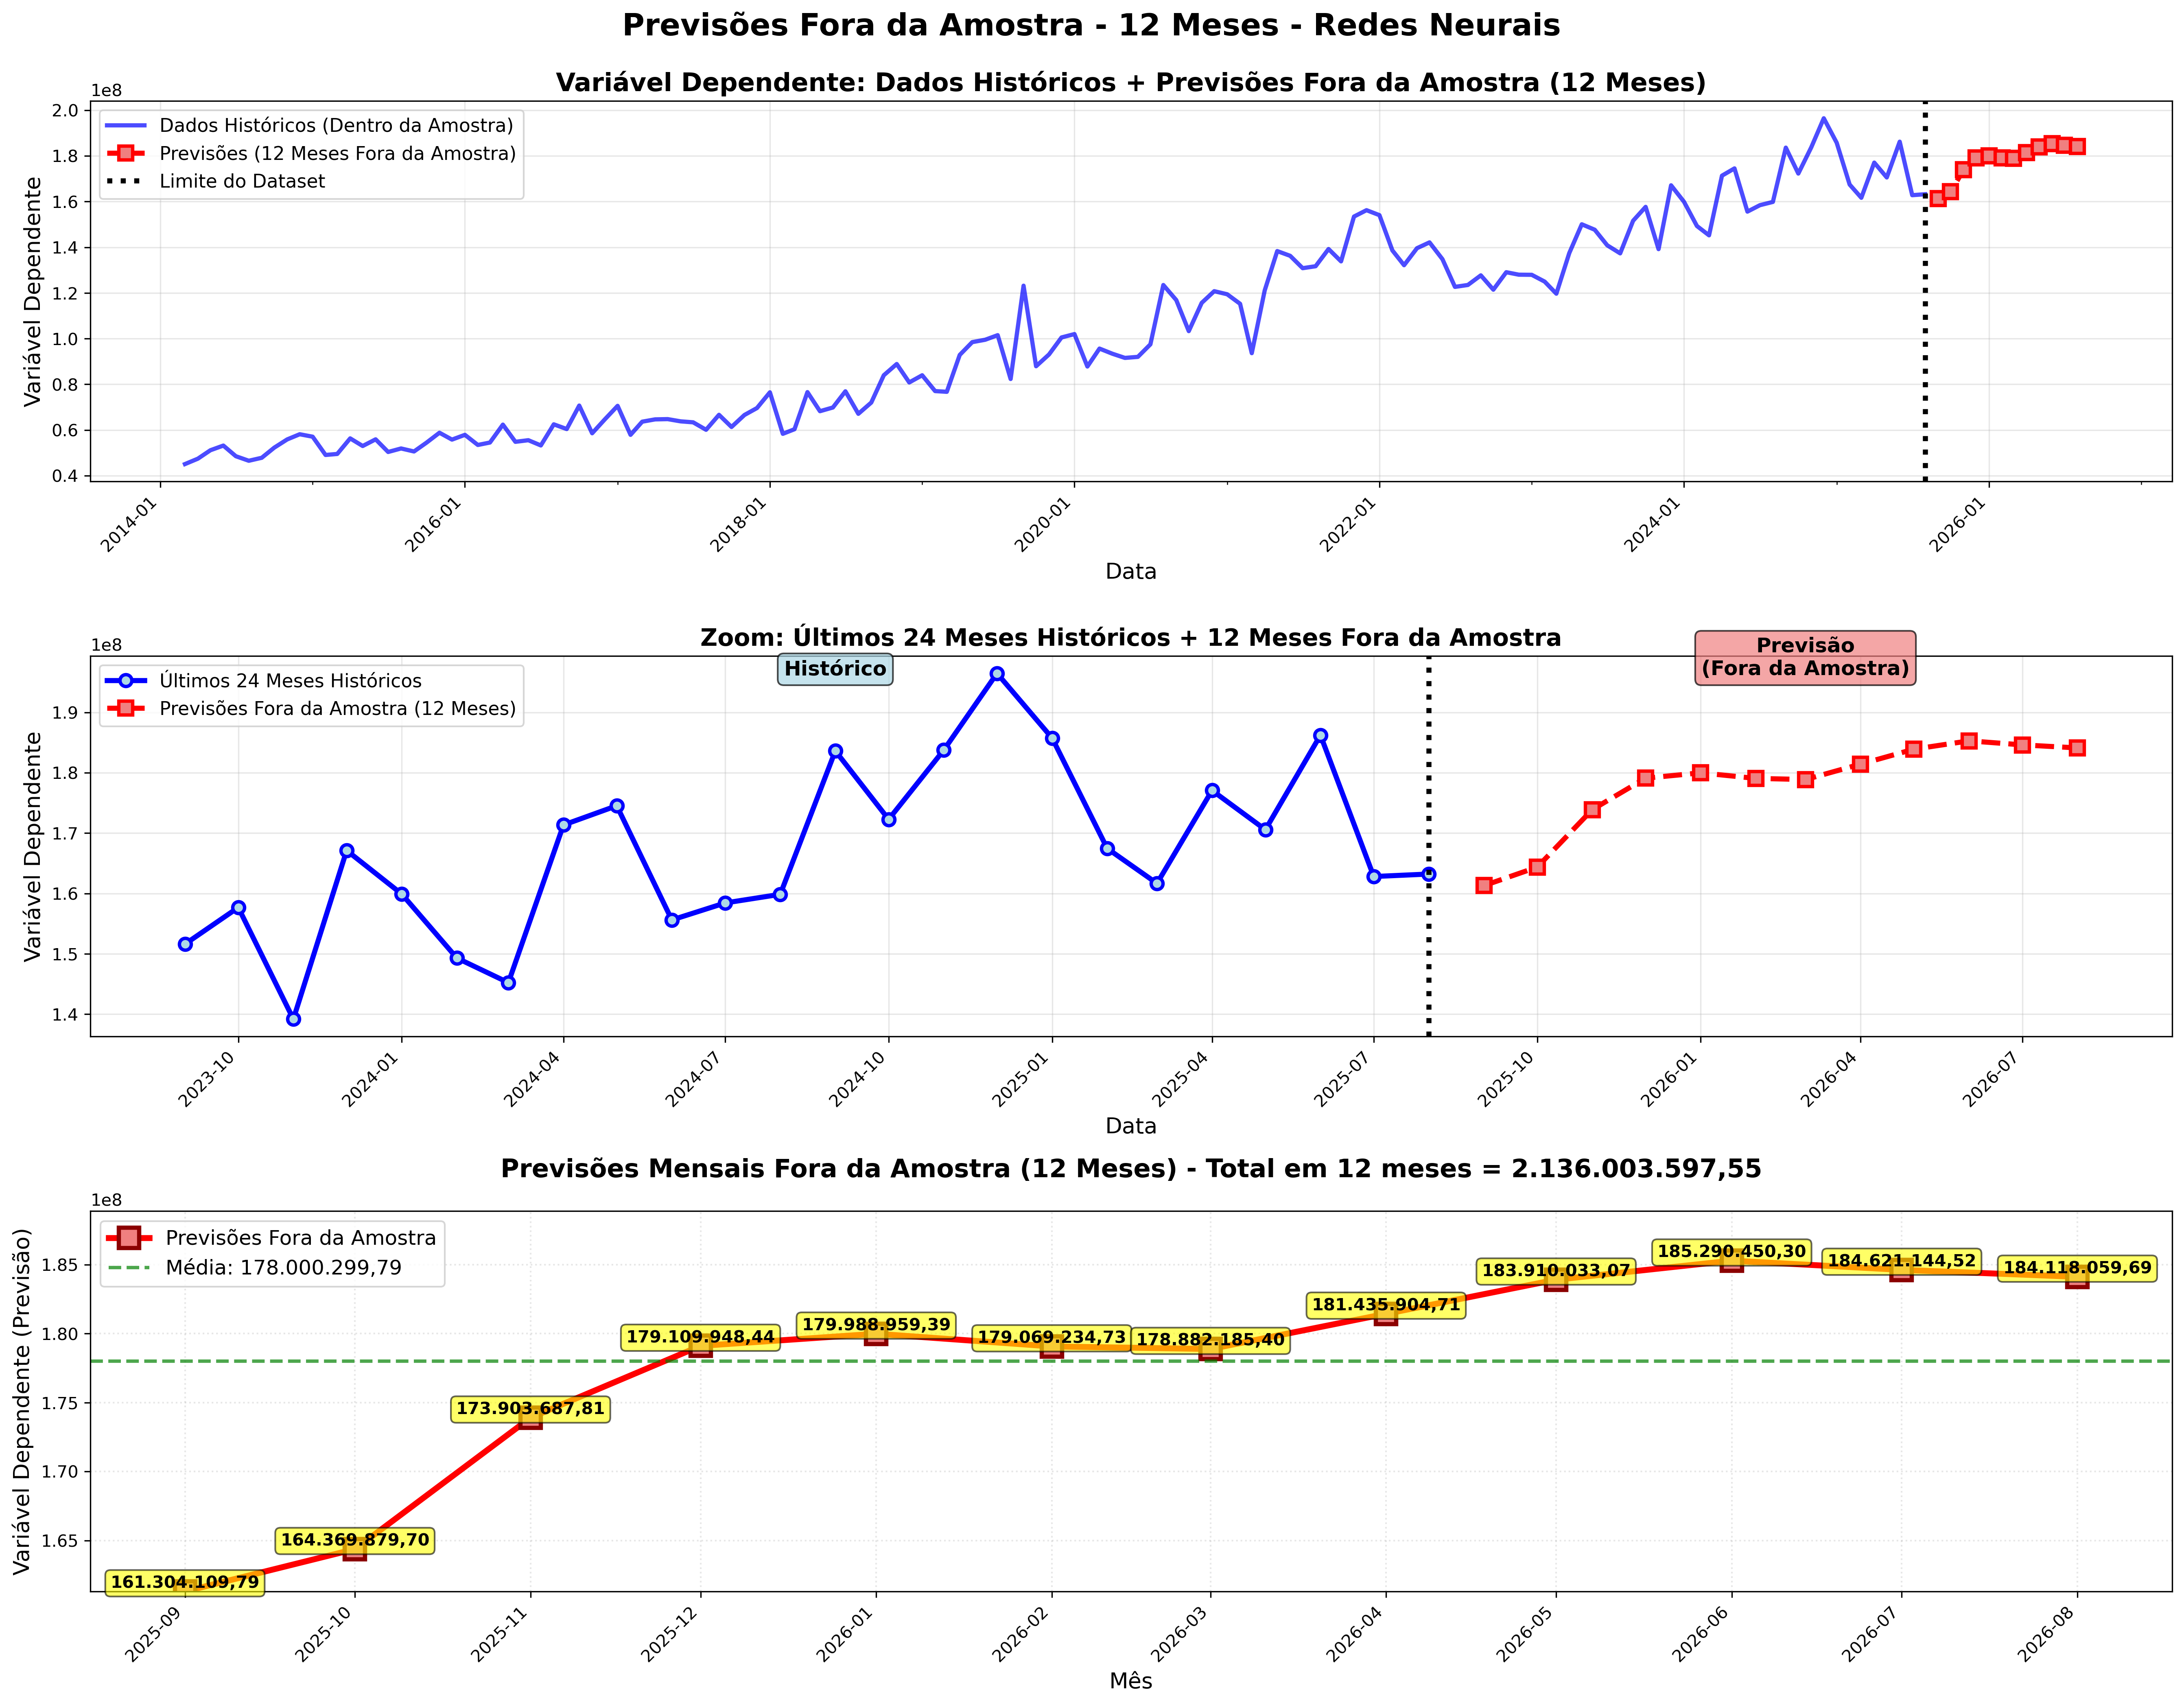 Previsões Fora da Amostra - 12 Meses - Redes Neurais
Variável Dependente: Dados Históricos + Previsões Fora da Amostra (12 Meses)
1e8
Dados Históricos (Dentro da Amostra)
Previsões (12 Meses Fora da Amostra)
Limite do Dataset
Variável Dependente
2.0
1.8
1.6
1.4
1.2
1.0
0.8
0.6
0.4
2014-01
2016-01
2018-01
2020-01
2022-01
2024-01
2026-01
Data
Zoom: Últimos 24 Meses Históricos + 12 Meses Fora da Amostra
1e8
Últimos 24 Meses Históricos
Previsões Fora da Amostra (12 Meses)
Histórico
Previsão
(Fora da Amostra)
Variável Dependente
1.9
1.8
1.7
1.6
1.5
1.4
2023-10
2024-01
2024-04
2024-07
2024-10
2025-01
2025-04
2025-07
2025-10
2026-01
2026-04
2026-07
Data
Previsões Mensais Fora da Amostra (12 Meses) - Total em 12 meses = 2.136.003.597,55
1e8
Previsões Fora da Amostra
Média: 178.000.299,79
Variável Dependente (Previsão)
1.85
1.80
1.75
1.70
1.65
161.304.109,79
164.369.879,70
173.903.687,81
179.109.948,44
179.988.959,39
179.069.234,73
178.882.185,40
181.435.904,71
183.910.033,07
185.290.450,30
184.621.144,52
184.118.059,69
2025-09
2025-10
2025-11
2025-12
2026-01
2026-02
2026-03
2026-04
2026-05
2026-06
2026-07
2026-08
Mês